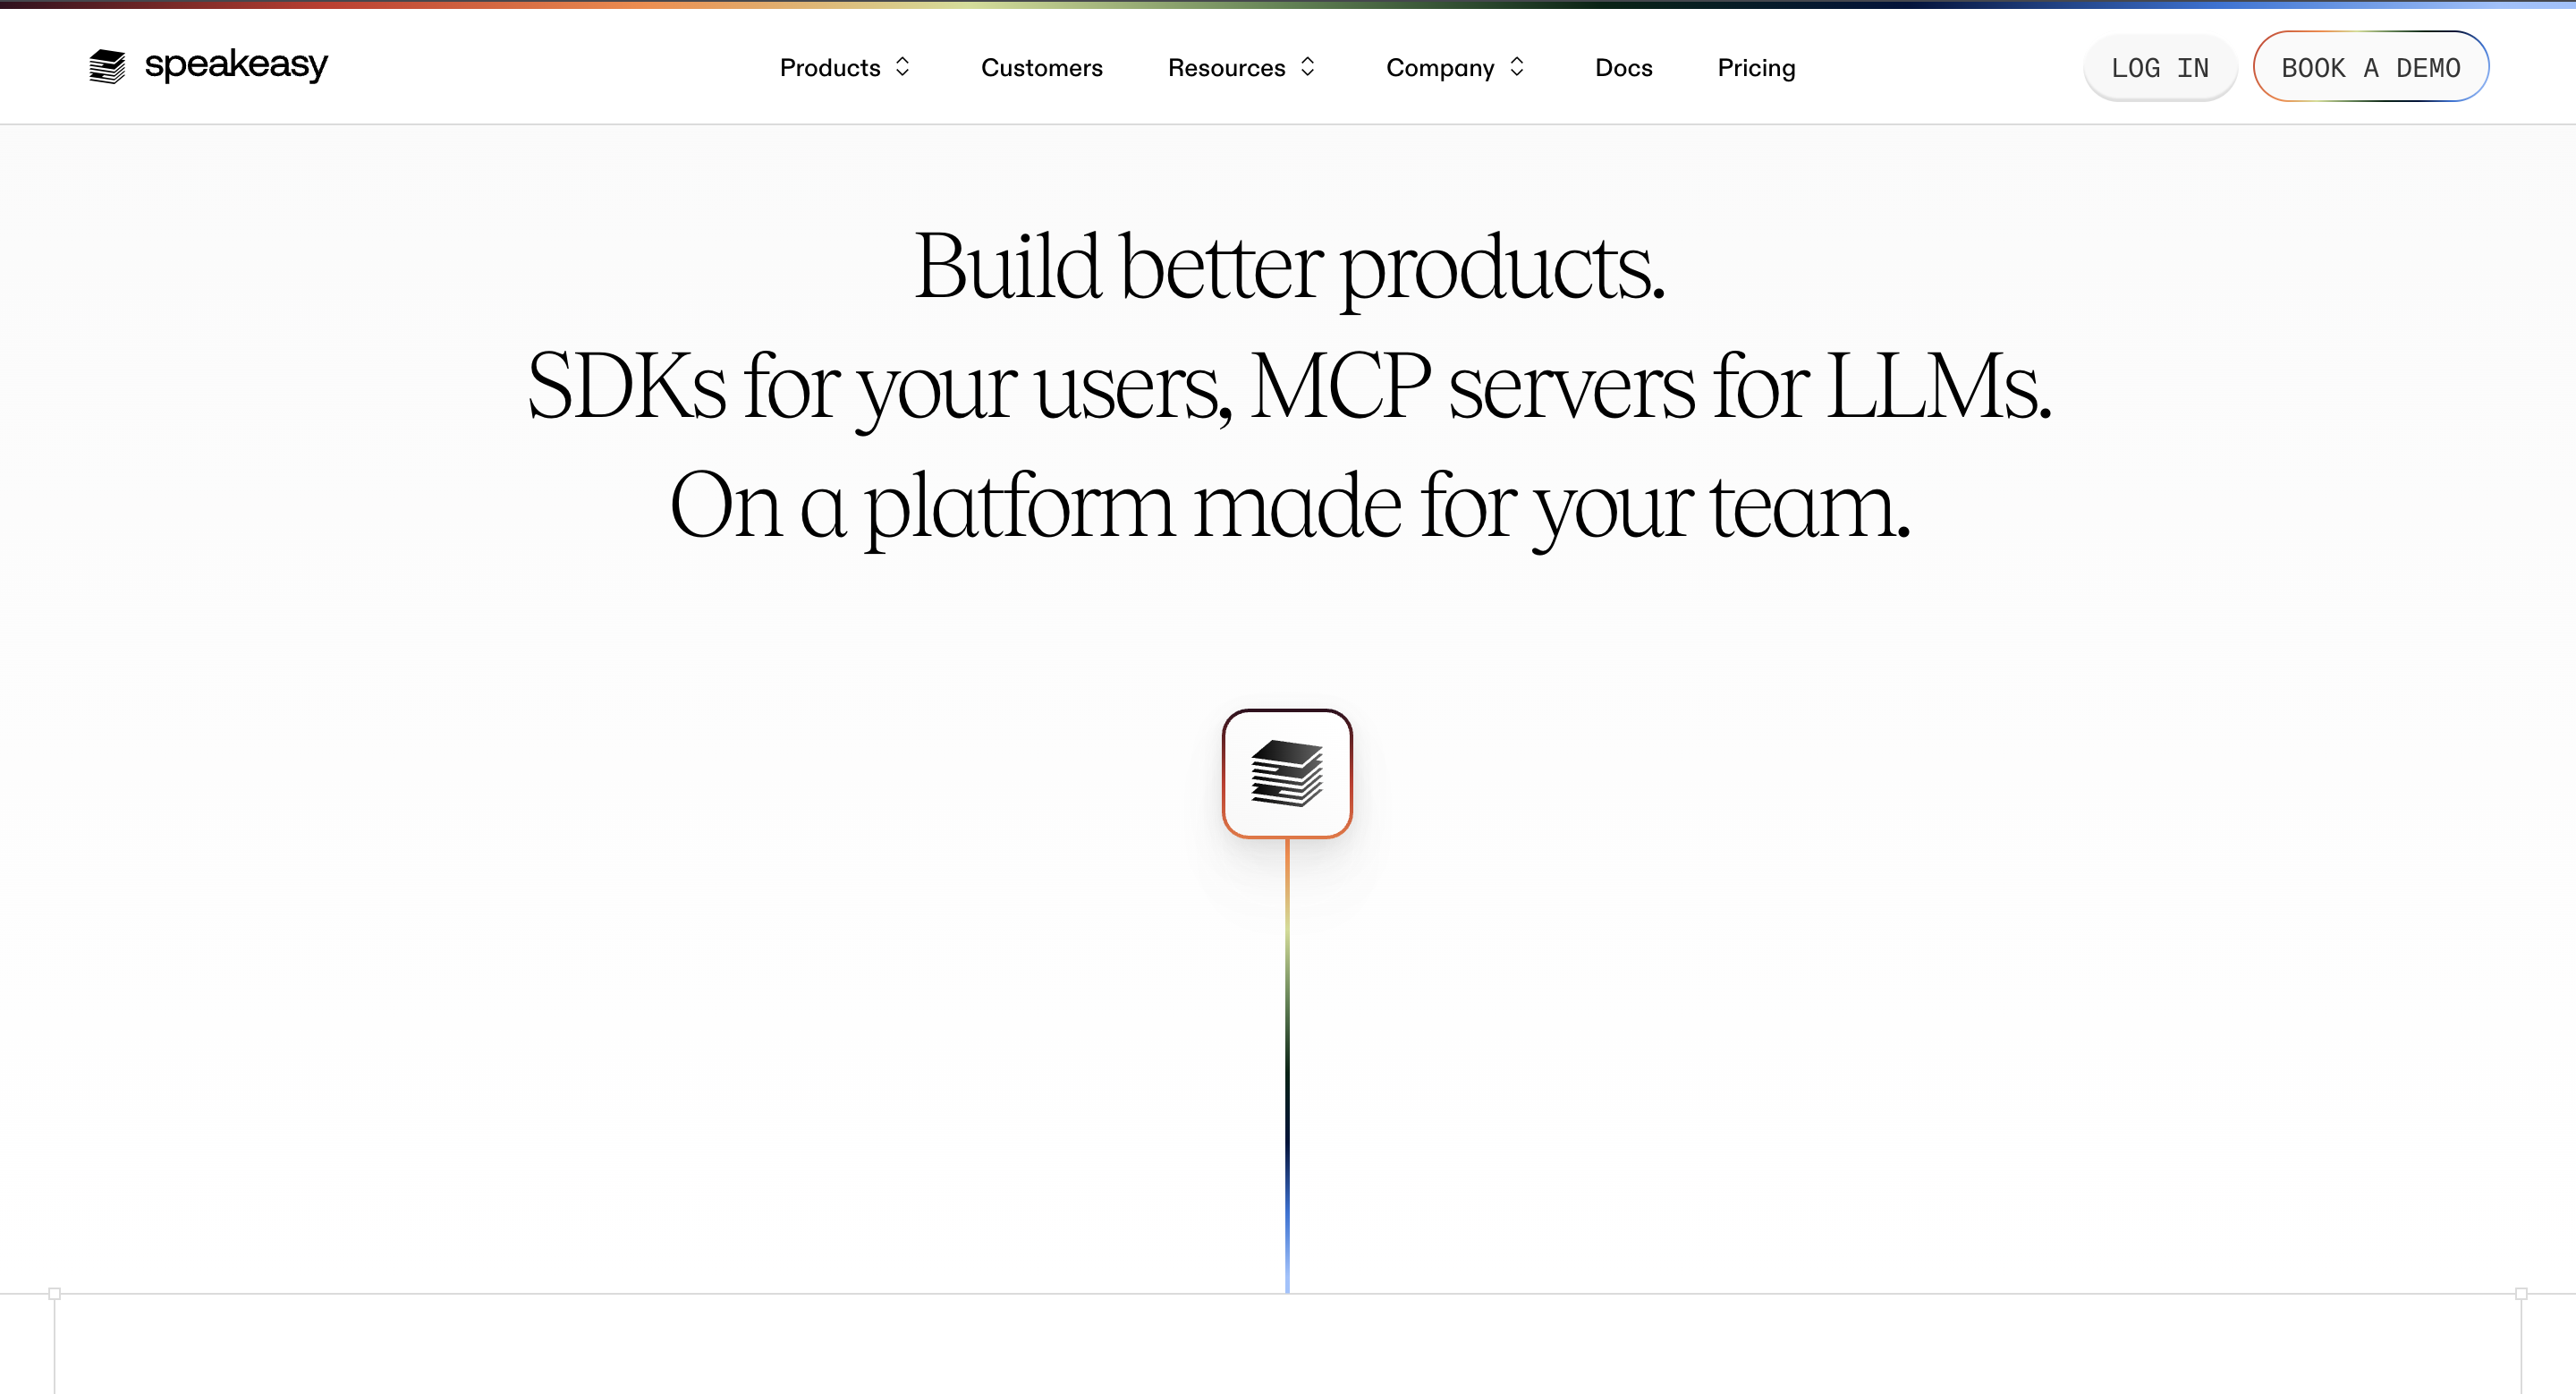 speakeasy
Products
Customers
Resources
Company
Docs
Pricing
LOG IN
BOOK A DEMO
Build better products.
SDKs for your users, MCP servers for LLMs.
On a platform made for your team.